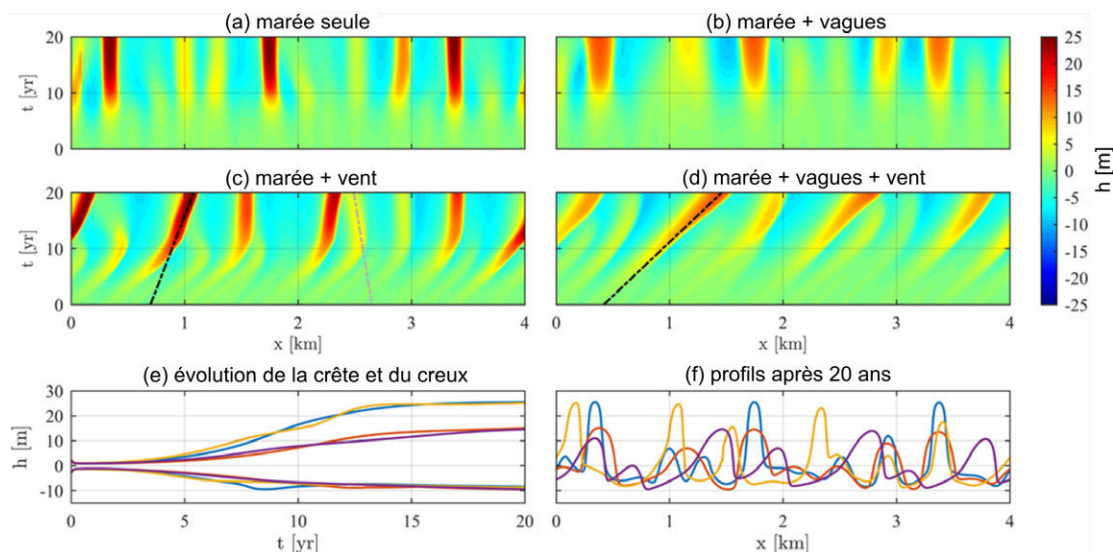 (a) marée seule
(b) marée + vagues
t [yr]
20
10
0
25
20
15
10
5
0
-5
-10
-15
-20
-25
h [m]
(c) marée + vent
(d) marée + vagues + vent
t [yr]
20
10
0
0 1 2 3 4
x [km]
0 1 2 3 4
x [km]
(e) évolution de la crête et du creux
(f) profils après 20 ans
h [m]
30
20
10
0
-10
0 5 10 15 20
t [yr]
0 1 2 3 4
x [km]